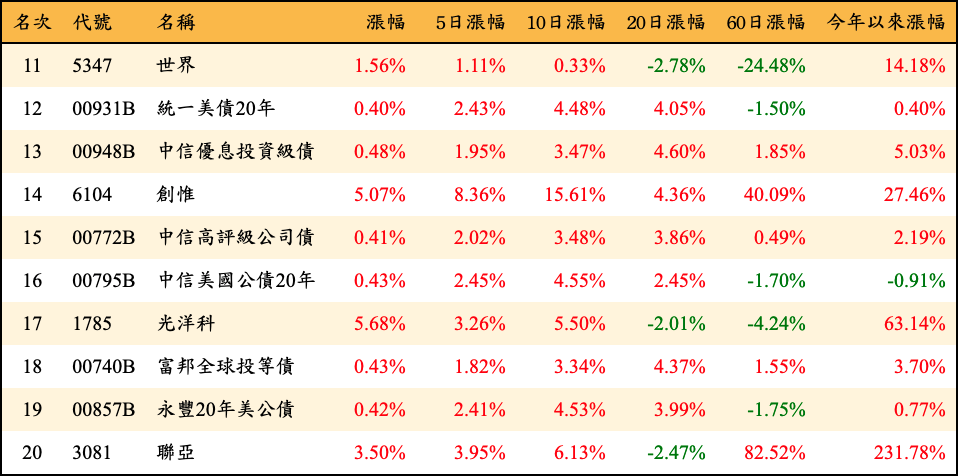 名次 代號 名稱 漲幅 5日漲幅 10日漲幅 20日漲幅 60日漲幅 今年以來漲幅
11 5347 世界 1.56% 1.11% 0.33% -2.78% -24.48% 14.18%
12 00931B 統一美債20年 0.40% 2.43% 4.48% 4.05% -1.50% 0.40%
13 00948B 中信優息投資級債 0.48% 1.95% 3.47% 4.60% 1.85% 5.03%
14 6104 創惟 5.07% 8.36% 15.61% 4.36% 40.09% 27.46%
15 00772B 中信高評級公司債 0.41% 2.02% 3.48% 3.86% 0.49% 2.19%
16 00795B 中信美國公債20年 0.43% 2.45% 4.55% 2.45% -1.70% -0.91%
17 1785 光洋科 5.68% 3.26% 5.50% -2.01% -4.24% 63.14%
18 00740B 富邦全球投等債 0.43% 1.82% 3.34% 4.37% 1.55% 3.70%
19 00857B 永豐20年美公債 0.42% 2.41% 4.53% 3.99% -1.75% 0.77%
20 3081 聯亞 3.50% 3.95% 6.13% -2.47% 82.52% 231.78%